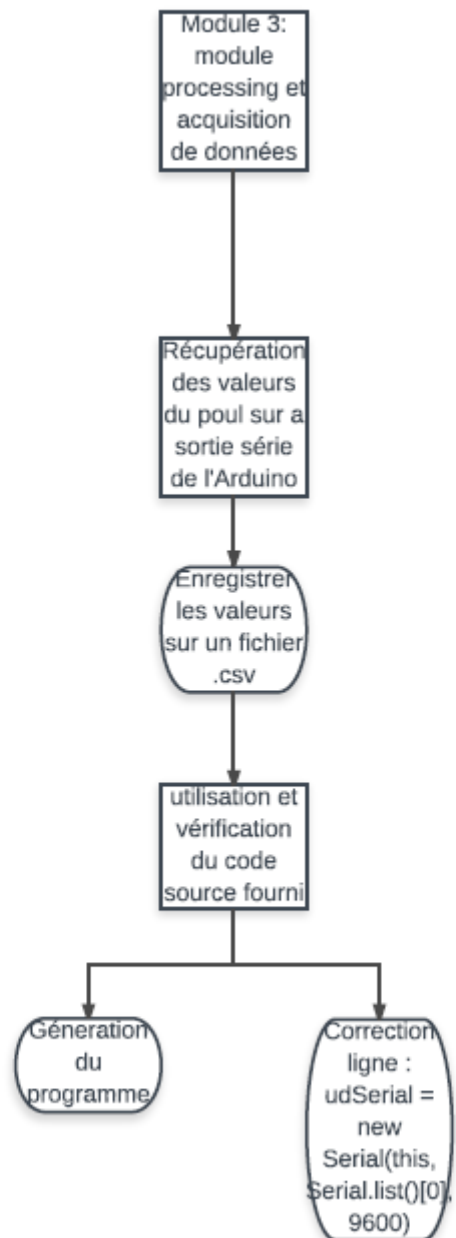 Module 3:
module
processing et
acquisition
de données
Récupération
des valeurs
du poul sur a
sortie série
de l'Arduino
Enregistrer
les valeurs
sur un fichier
.csv
utilisation et
vérification
du code
source fourni
Géneration
du
programme
Correction
ligne :
udSerial =
new
Serial(this,
Serial.list()[0],
9600)